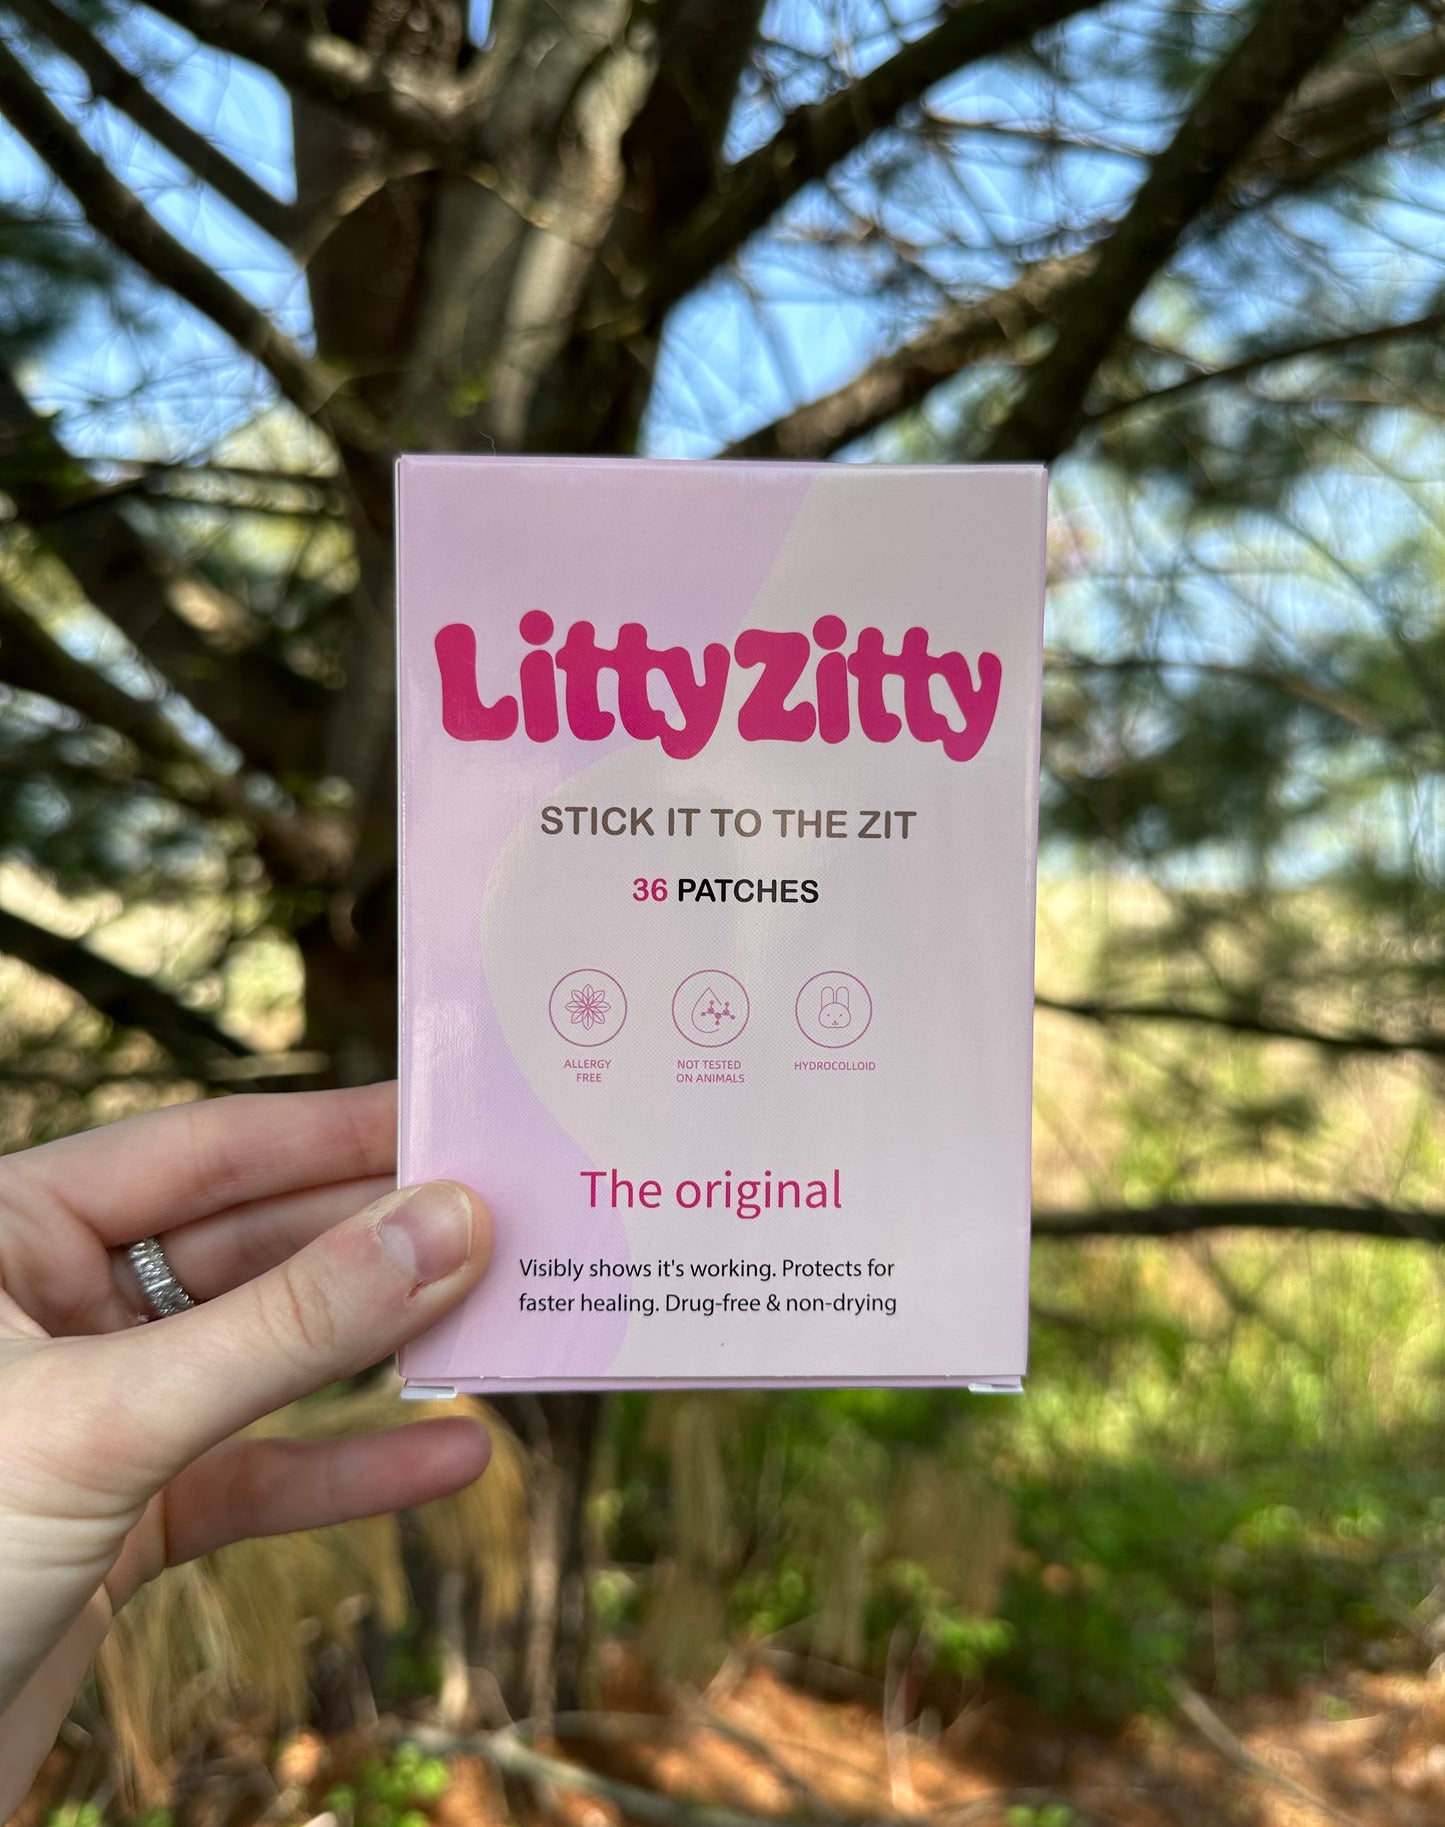 LittyZitty
STICK IT TO THE ZIT
36 PATCHES
ALLERGY
FREE
NOT TESTED
ON ANIMALS
HYDROCOLLOID
The original
Visibly shows it's working. Protects for
faster healing. Drug-free & non-drying